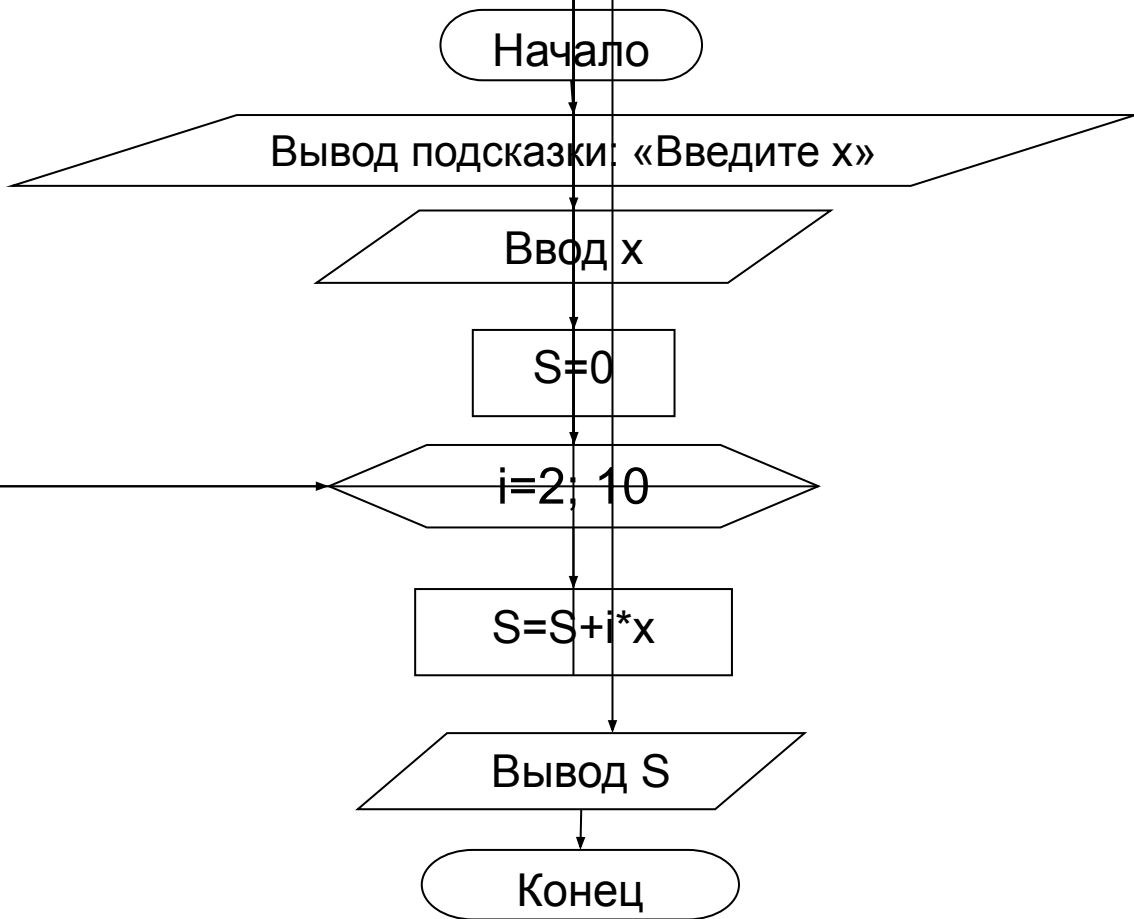 Начало
Вывод подсказки: «Введите x»
Ввод x
S=0
i=2; 10
S=S+i*x
Вывод S
Конец